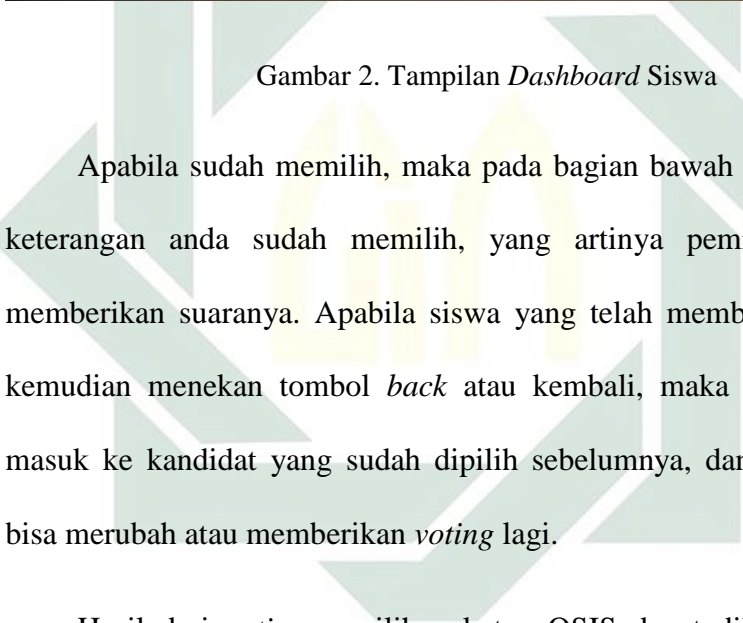 Gambar 2. Tampilan Dashboard Siswa
Apabila sudah memilih, maka pada bagian bawah
keterangan anda sudah memilih, yang artinya
memberikan suaranya. Apabila siswa yang telah
kemudian menekan tombol back atau kembali, maka
masuk ke kandidat yang sudah dipilih sebelumnya,
bisa merubah atau memberikan voting lagi.